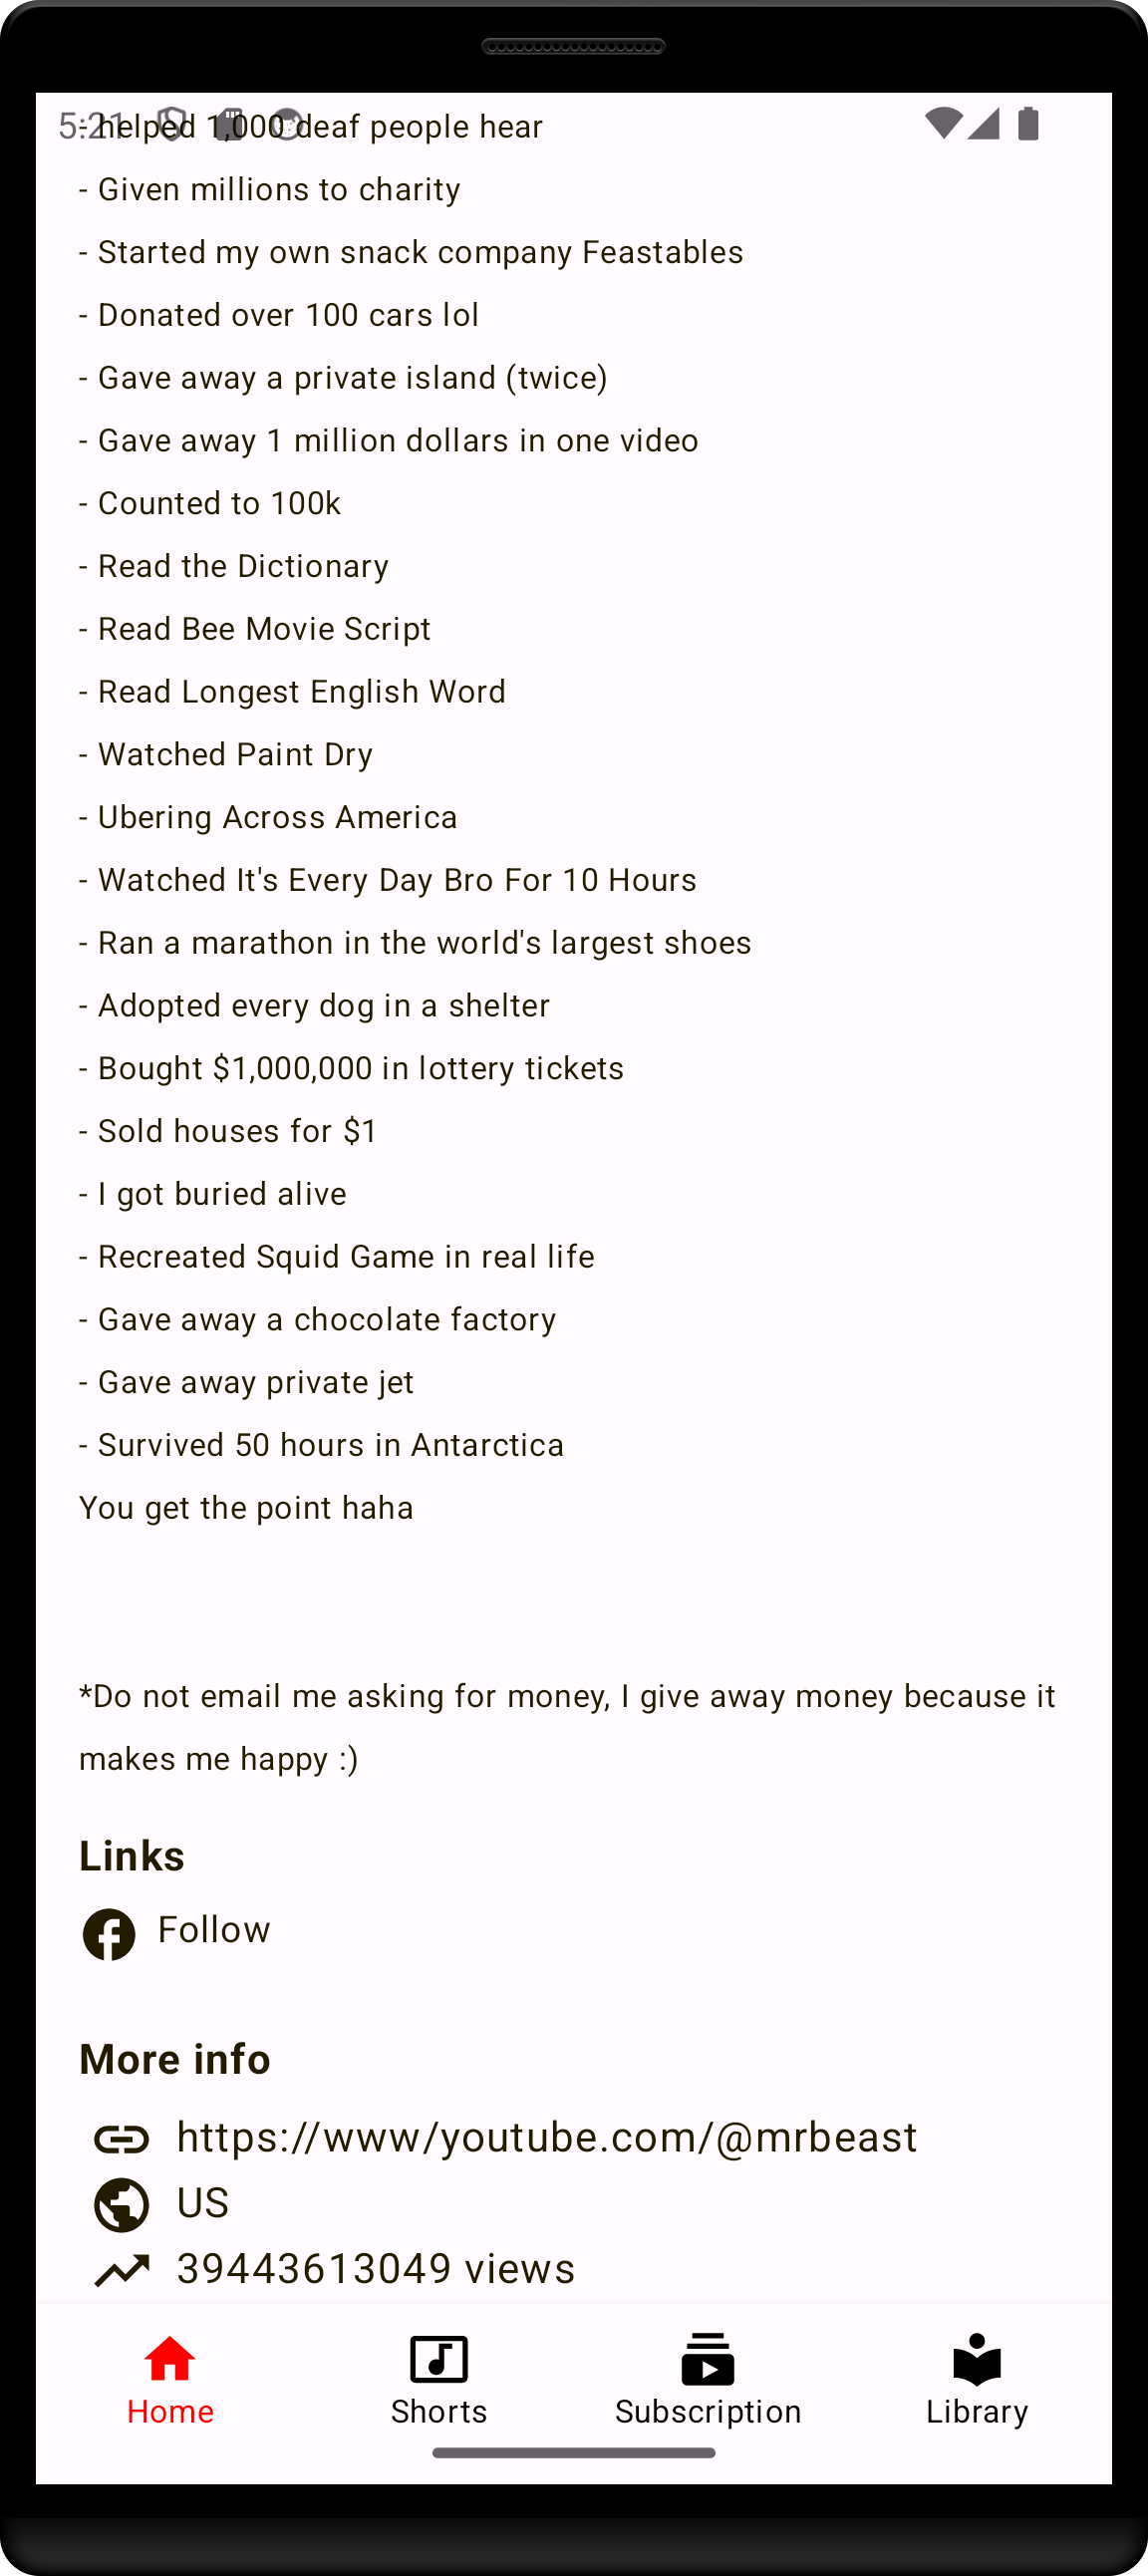 5:21
- helped 1,000 deaf people hear
- Given millions to charity
- Started my own snack company Feastables
- Donated over 100 cars lol
- Gave away a private island (twice)
- Gave away 1 million dollars in one video
- Counted to 100k
- Read the Dictionary
- Read Bee Movie Script
- Read Longest English Word
- Watched Paint Dry
- Ubering Across America
- Watched It's Every Day Bro For 10 Hours
- Ran a marathon in the world's largest shoes
- Adopted every dog in a shelter
- Bought $1,000,000 in lottery tickets
- Sold houses for $1
- I got buried alive
- Recreated Squid Game in real life
- Gave away a chocolate factory
- Gave away private jet
- Survived 50 hours in Antarctica
You get the point haha
*Do not email me asking for money, I give away money because it
makes me happy :)
Links
Follow
More info
https://www/youtube.com/@mrbeast
US
39443613049 views
Home Shorts Subscription Library